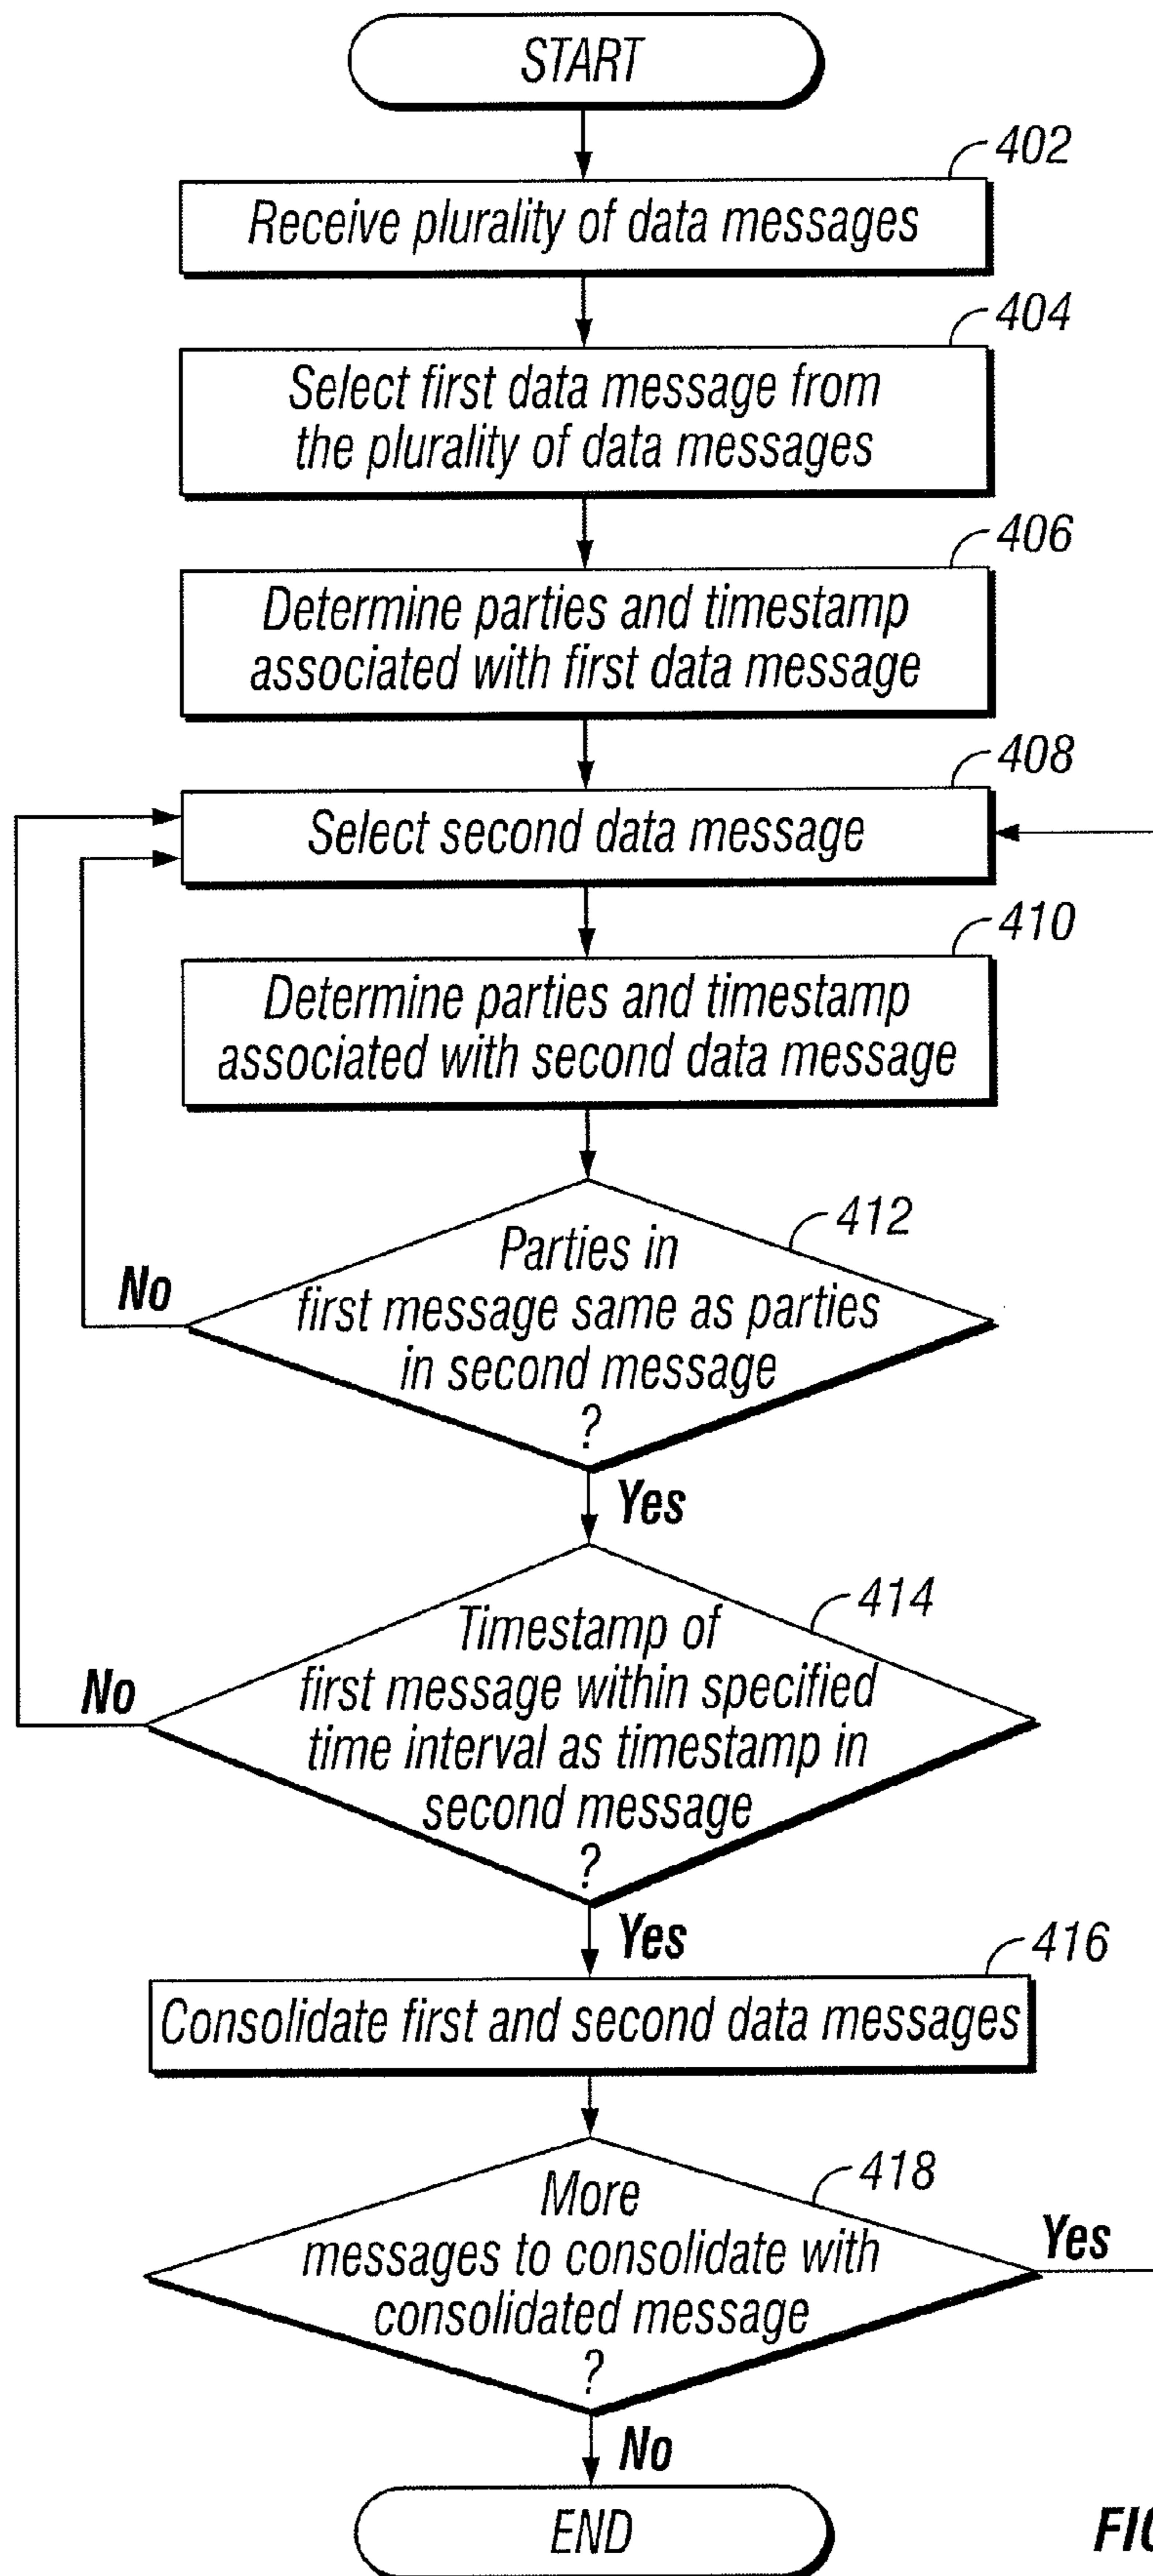 START
402
Receive plurality of data messages
404
Select first data message from
the plurality of data messages
406
Determine parties and timestamp
associated with first data message
408
Select second data message
410
Determine parties and timestamp
associated with second data message
412
Parties in
first message same as parties
in second message
?
No
Yes
414
Timestamp of
first message within specified
time interval as timestamp in
second message
?
No
Yes
416
Consolidate first and second data messages
418
More
messages to consolidate with
consolidated message
?
Yes
No
END